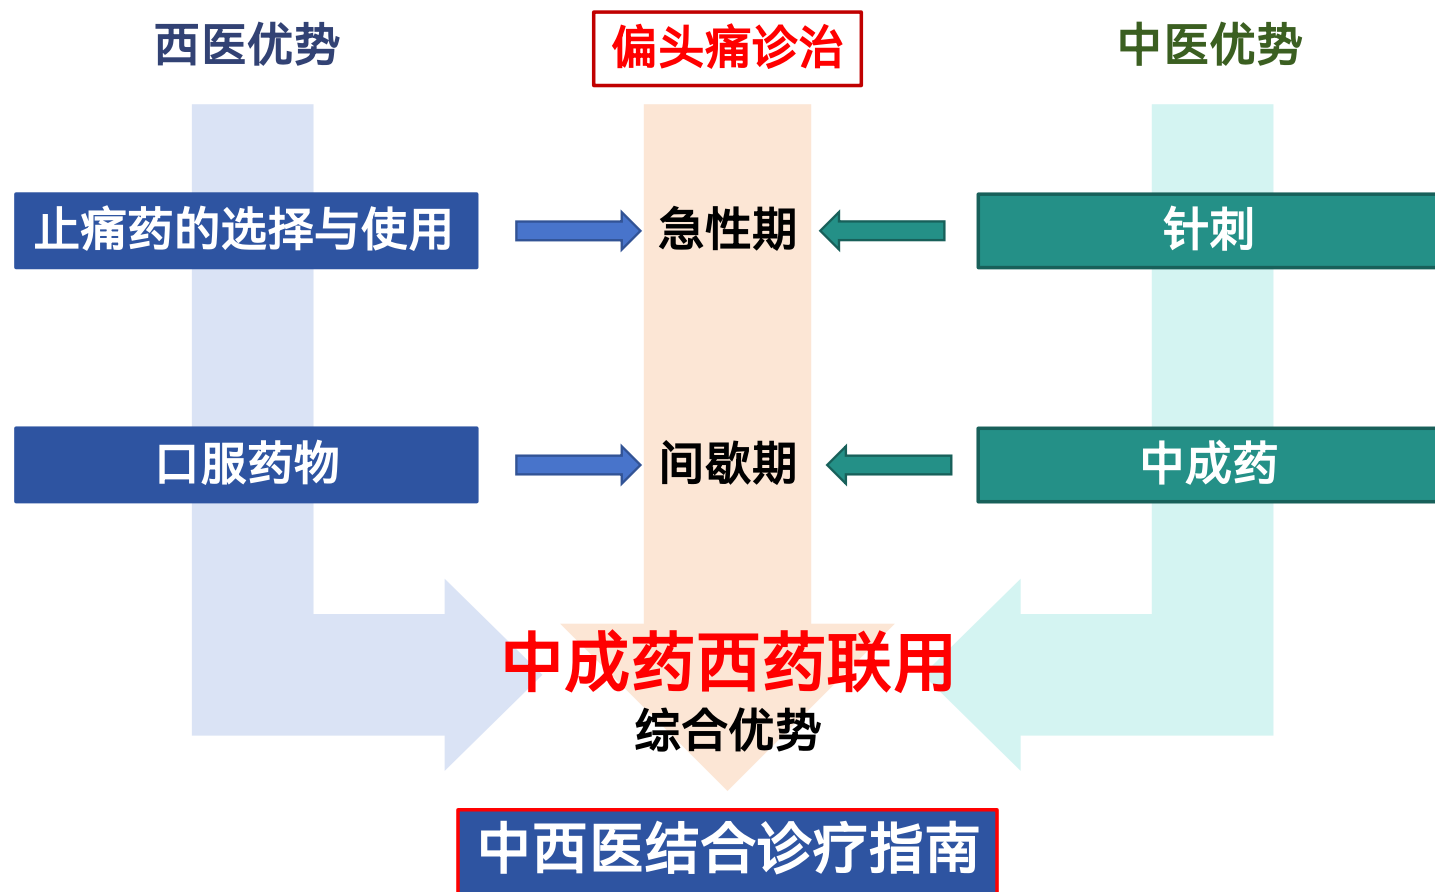 西医优势
偏头痛诊治
中医优势
止痛药的选择与使用
急性期
针刺
口服药物
间歇期
中成药
中成药西药联用
综合优势
中西医结合诊疗指南